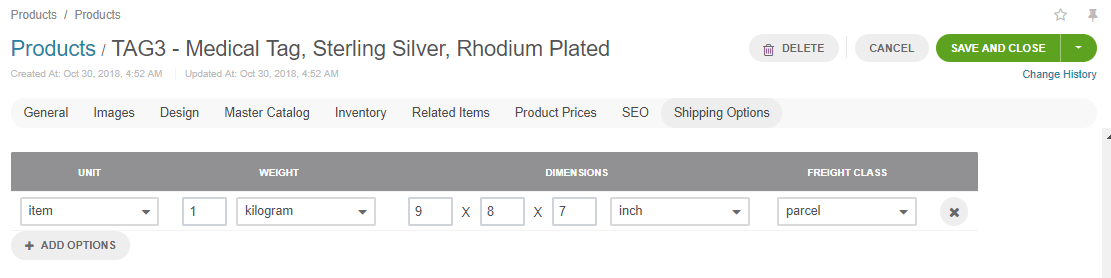 Products / Products
Products / TAG3 - Medical Tag, Sterling Silver, Rhodium Plated
DELETE CANCEL SAVE AND CLOSE
Created At: Oct 30, 2018, 4:52 AM Updated At: Oct 30, 2018, 4:52 AM
Change History
General Images Design Master Catalog Inventory Related Items Product Prices SEO Shipping Options
UNIT WEIGHT DIMENSIONS FREIGHT CLASS
item 1 kilogram 9 X 8 X 7 inch parcel
+ ADD OPTIONS